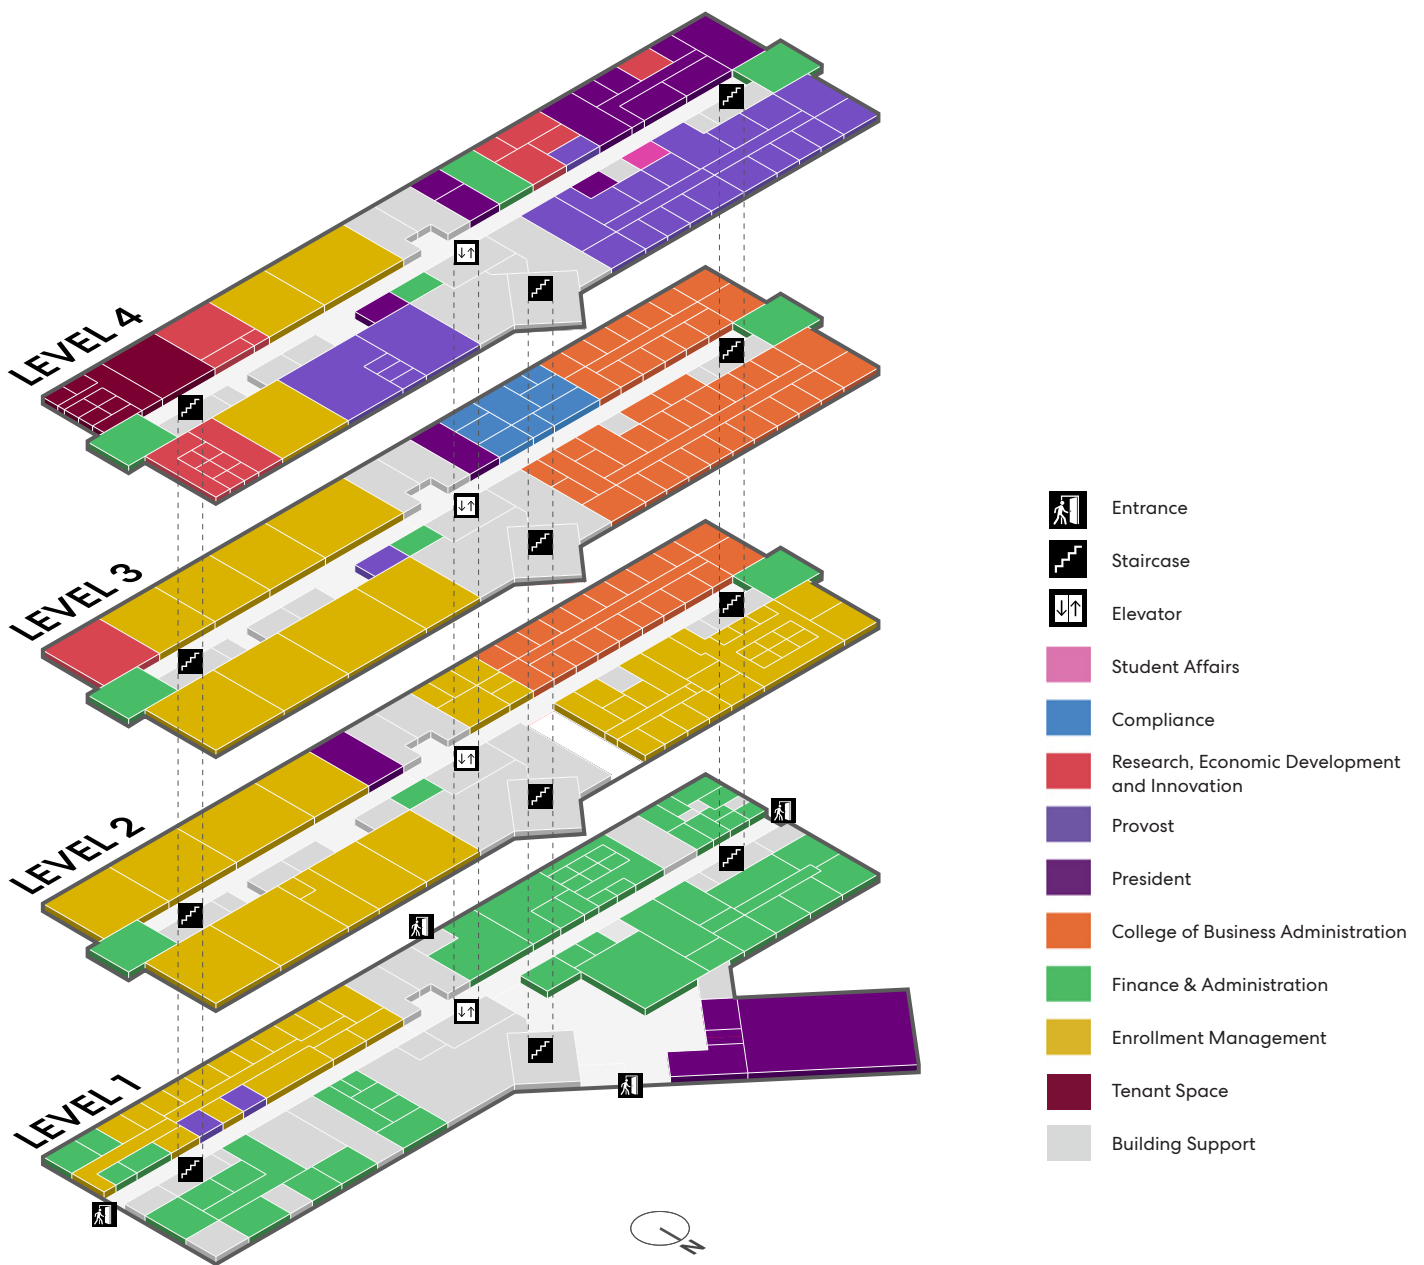 LEVEL 4
LEVEL 3
LEVEL 2
LEVEL 1
Entrance
Staircase
Elevator
Student Affairs
Compliance
Research, Economic Development
and Innovation
Provost
President
College of Business Administration
Finance & Administration
Enrollment Management
Tenant Space
Building Support
N